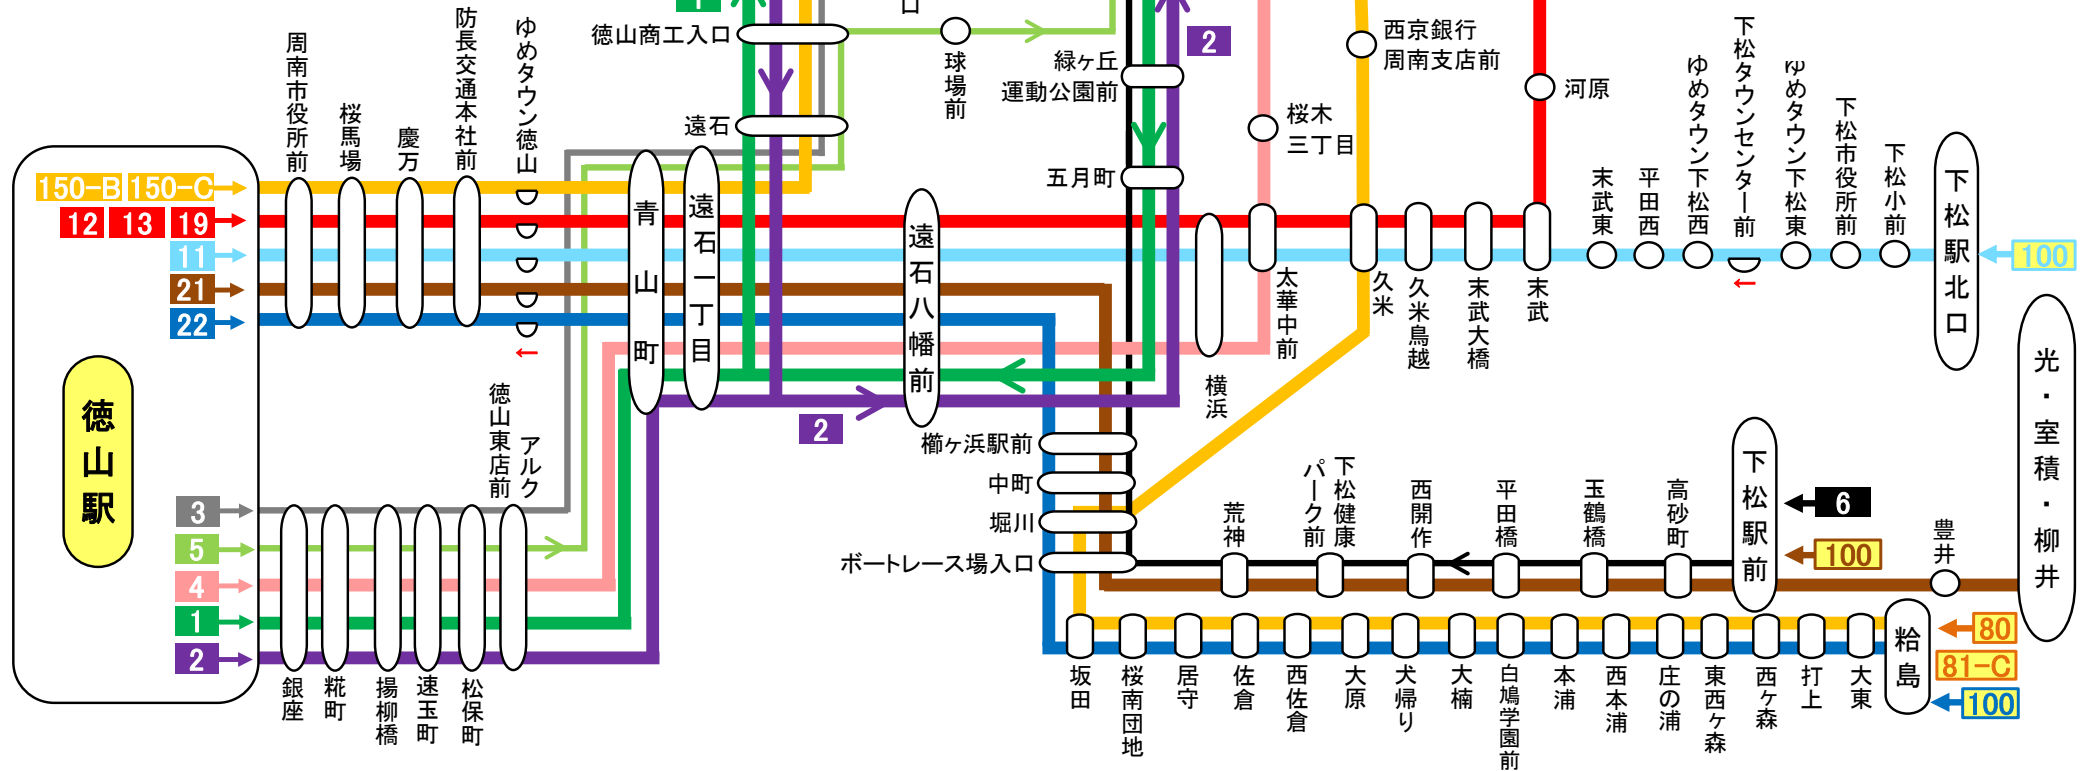 1
口
徳山商工入口
球場前
緑ヶ丘
運動公園前
2
西京銀行
周南支店前
下松タウンセンター前
河原
周南市役所前
桜馬場
慶万
防長交通本社前
ゆめタウン徳山
遠石
桜木
三丁目
五月町
末武東
平田西
ゆめタウン下松西
ゆめタウン下松東
下松市役所前
下松小前
下松駅北口
150-B
150-C
12
13
19
11
21
22
100
青山町
遠石一丁目
遠石八幡前
横浜
太華中前
久米
久米鳥越
末武大橋
末武
光・室積・柳井
徳山駅
徳山東店前
アルク
2
櫛ヶ浜駅前
中町
堀川
ボートレース場入口
荒神
下松健康
パーク前
西開作
平田橋
玉鶴橋
高砂町
下松駅前
6
100
豊井
3
5
4
1
2
銀座
糀町
揚柳橋
速玉町
松保町
坂田
桜南団地
居守
佐倉
西佐倉
大原
犬帰り
大楠
白鳩学園前
本浦
西本浦
庄の浦
東西ヶ森
西ヶ森
打上
大東
粭島
80
81-C
100